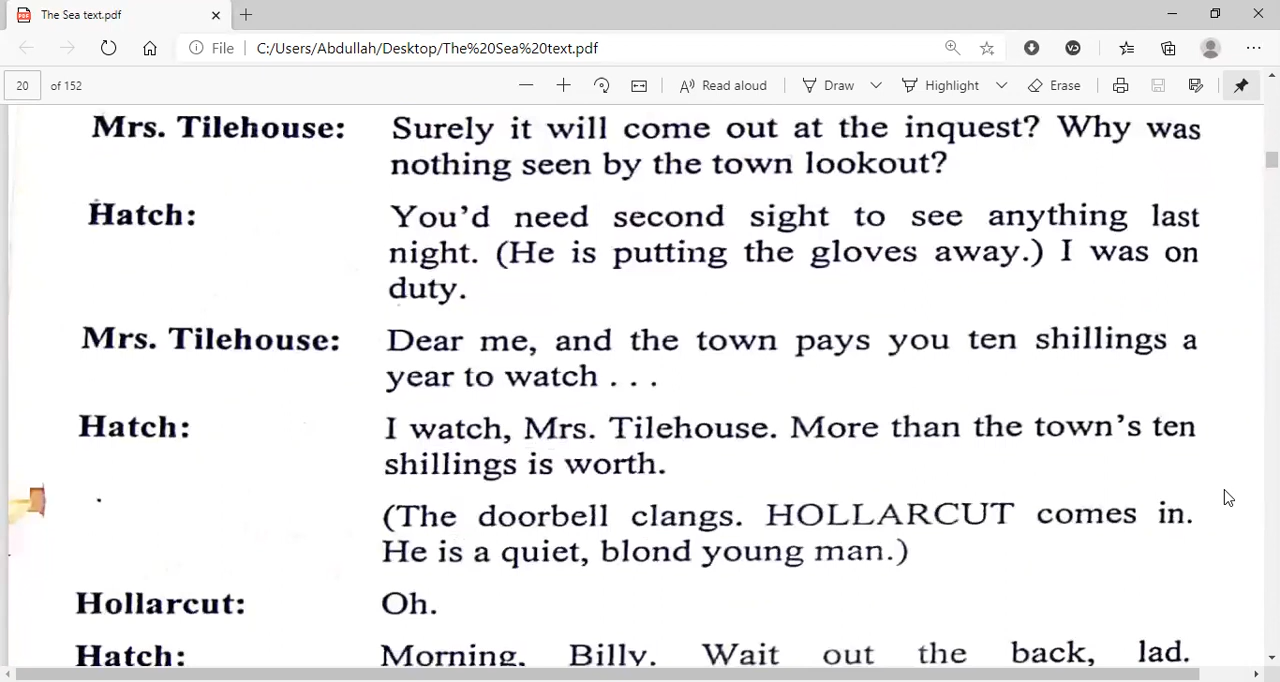 The Sea text.pdf
File C:/Users/Abdullah/Desktop/The%20Sea%20text.pdf
20 of 152 Read aloud Draw Highlight Erase
Mrs. Tilehouse: Surely it will come out at the inquest? Why was
nothing seen by the town lookout?
Hatch: You'd need second sight to see anything last
night. (He is putting the gloves away.) I was on
duty.
Mrs. Tilehouse: Dear me, and the town pays you ten shillings a
year to watch . . .
Hatch: I watch, Mrs. Tilehouse. More than the town's ten
shillings is worth.
(The doorbell clangs. HOLLARCUT comes in.
He is a quiet, blond young man.)
Hollarcut: Oh.
Hatch: Morning, Billy. Wait out the back, lad.